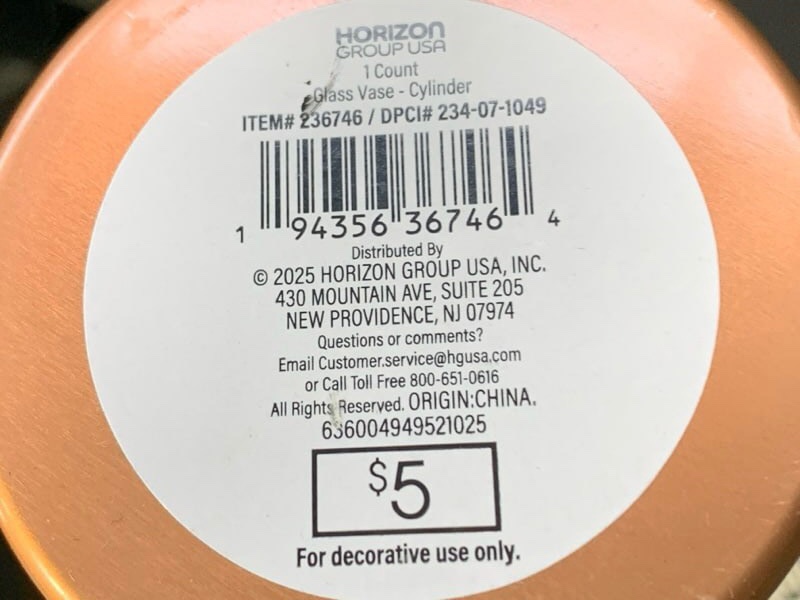 HORIZON
GROUP USA
1 Count
Glass Vase - Cylinder
ITEM# 236746 / DPCI# 234-07-1049
1 94356 36746 4
Distributed By
© 2025 HORIZON GROUP USA, INC.
430 MOUNTAIN AVE, SUITE 205
NEW PROVIDENCE, NJ 07974
Questions or comments?
Email Customer.service@hgusa.com
or Call Toll Free 800-651-0616
All Rights Reserved. ORIGIN:CHINA.
636004949521025
$5
For decorative use only.